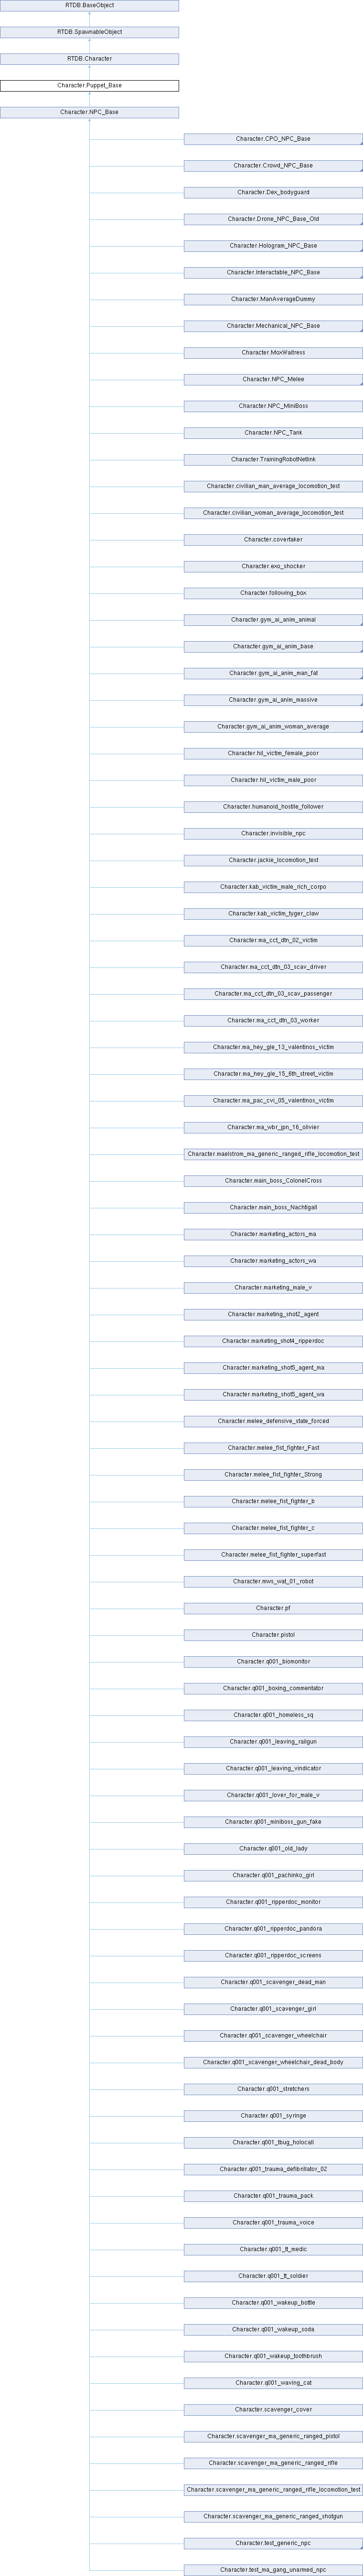 RTDB.BaseObject
RTDB.SpawnableObject
RTDB.Character
Character.Puppet_Base
Character.NPC_Base
Character.CPO_NPC_Base
Character.Crowd_NPC_Base
Character.Dex_bodyguard
Character.Drone_NPC_Base_Old
Character.Hologram_NPC_Base
Character.Interactable_NPC_Base
Character.ManAverageDummy
Character.Mechanical_NPC_Base
Character.MoxWaitress
Character.NPC_Melee
Character.NPC_MiniBoss
Character.NPC_Tank
Character.TrainingRobotNetlink
Character.civilian_man_average_locomotion_test
Character.civilian_woman_average_locomotion_test
Character.covertaker
Character.exo_shocker
Character.following_box
Character.gym_ai_anim_animal
Character.gym_ai_anim_base
Character.gym_ai_anim_man_fat
Character.gym_ai_anim_massive
Character.gym_ai_anim_woman_average
Character.hil_victim_female_poor
Character.hil_victim_male_poor
Character.humanoid_hostile_follower
Character.invisible_npc
Character.jackie_locomotion_test
Character.kab_victim_male_rich_corpo
Character.kab_victim_tyger_claw
Character.ma_cct_dtn_02_victim
Character.ma_cct_dtn_03_scav_driver
Character.ma_cct_dtn_03_scav_passenger
Character.ma_cct_dtn_03_worker
Character.ma_hey_gle_13_valentinos_victim
Character.ma_hey_gle_15_6th_street_victim
Character.ma_pac_cvi_05_valentinos_victim
Character.ma_wbr_jpn_16_olivier
Character.maelstrom_ma_generic_ranged_rifle_locomotion_test
Character.main_boss_ColonelCross
Character.main_boss_Nachtigall
Character.marketing_actors_ma
Character.marketing_actors_wa
Character.marketing_male_v
Character.marketing_shot2_agent
Character.marketing_shot4_ripperdoc
Character.marketing_shot5_agent_ma
Character.marketing_shot5_agent_wa
Character.melee_defensive_state_forced
Character.melee_fist_fighter_Fast
Character.melee_fist_fighter_Strong
Character.melee_fist_fighter_b
Character.melee_fist_fighter_c
Character.melee_fist_fighter_superfast
Character.mws_wat_01_robot
Character.pf
Character.pistol
Character.q001_biomonitor
Character.q001_boxing_commentator
Character.q001_homeless_sq
Character.q001_leaving_railgun
Character.q001_leaving_vindicator
Character.q001_lover_for_male_v
Character.q001_miniboss_gun_fake
Character.q001_old_lady
Character.q001_pachinko_girl
Character.q001_ripperdoc_monitor
Character.q001_ripperdoc_pandora
Character.q001_ripperdoc_screens
Character.q001_scavenger_dead_man
Character.q001_scavenger_girl
Character.q001_scavenger_wheelchair
Character.q001_scavenger_wheelchair_dead_body
Character.q001_stretchers
Character.q001_syringe
Character.q001_tbug_holocall
Character.q001_trauma_defibrillator_02
Character.q001_trauma_pack
Character.q001_trauma_voice
Character.q001_tt_medic
Character.q001_tt_soldier
Character.q001_wakeup_bottle
Character.q001_wakeup_soda
Character.q001_wakeup_toothbrush
Character.q001_waving_cat
Character.scavenger_cover
Character.scavenger_ma_generic_ranged_pistol
Character.scavenger_ma_generic_ranged_rifle
Character.scavenger_ma_generic_ranged_rifle_locomotion_test
Character.scavenger_ma_generic_ranged_shotgun
Character.test_generic_npc
Character.test_ma_gang_unarmed_npc